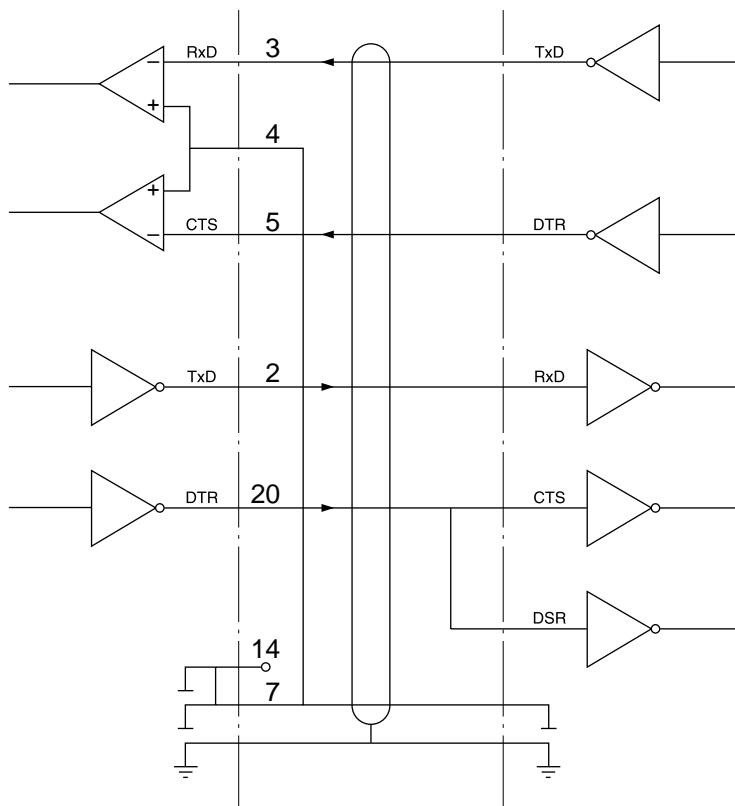 RxD 3 TxD
−
+
4
+
−
CTS 5 DTR
TxD 2 RxD
DTR 20 CTS
DSR
14
7